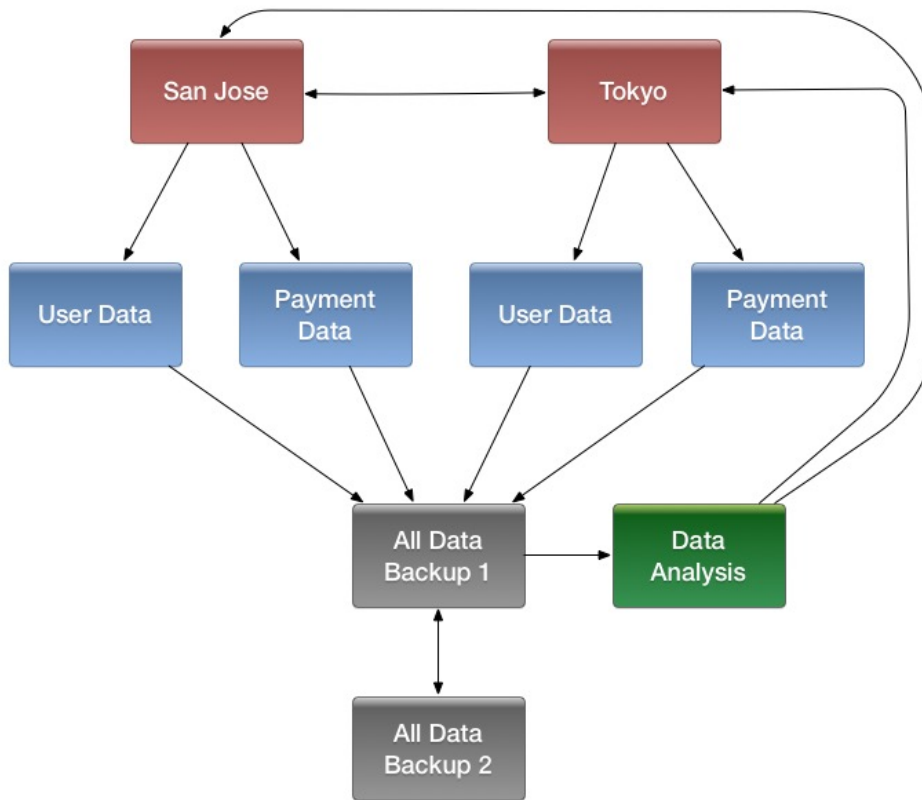 San Jose
Tokyo
User Data
Payment
Data
User Data
Payment
Data
All Data
Backup 1
Data
Analysis
All Data
Backup 2